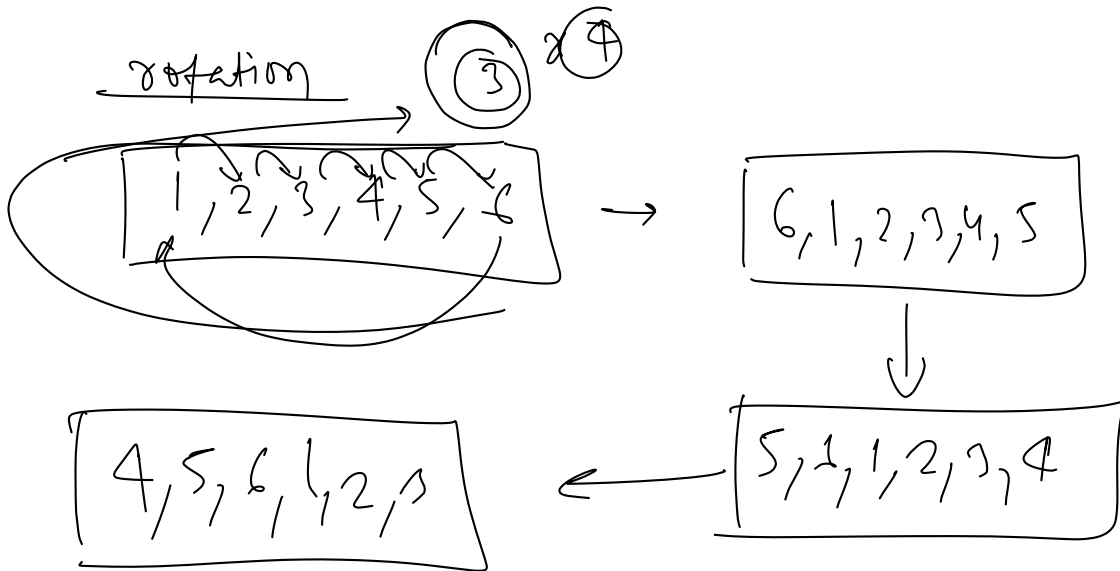 rotation
3
4
1, 2, 3, 4, 5, 6
6, 1, 2, 3, 4, 5
5, 1, 1, 2, 3, 4
4, 5, 6, 1, 2, 3